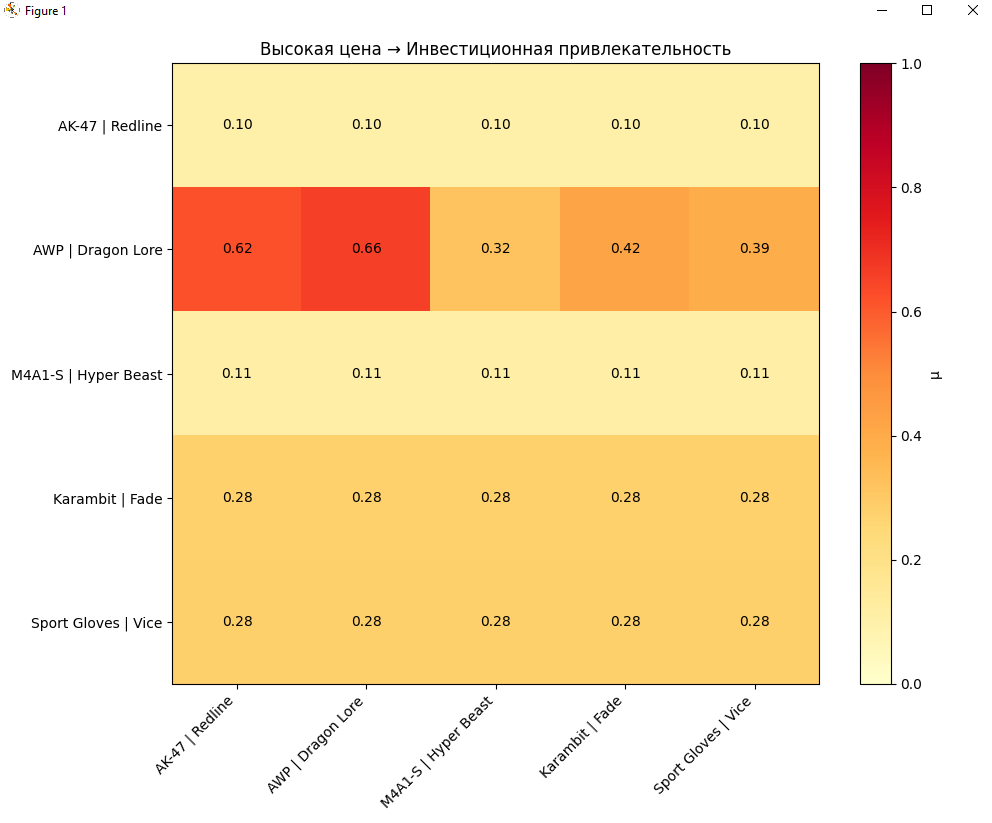 Figure 1
Высокая цена → Инвестиционная привлекательность
AK-47 | Redline
0.10 0.10 0.10 0.10 0.10
AWP | Dragon Lore
0.62 0.66 0.32 0.42 0.39
M4A1-S | Hyper Beast
0.11 0.11 0.11 0.11 0.11
Karambit | Fade
0.28 0.28 0.28 0.28 0.28
Sport Gloves | Vice
0.28 0.28 0.28 0.28 0.28
AK-47 | Redline
AWP | Dragon Lore
M4A1-S | Hyper Beast
Karambit | Fade
Sport Gloves | Vice
1.0
0.8
0.6
0.4
0.2
0.0
μ